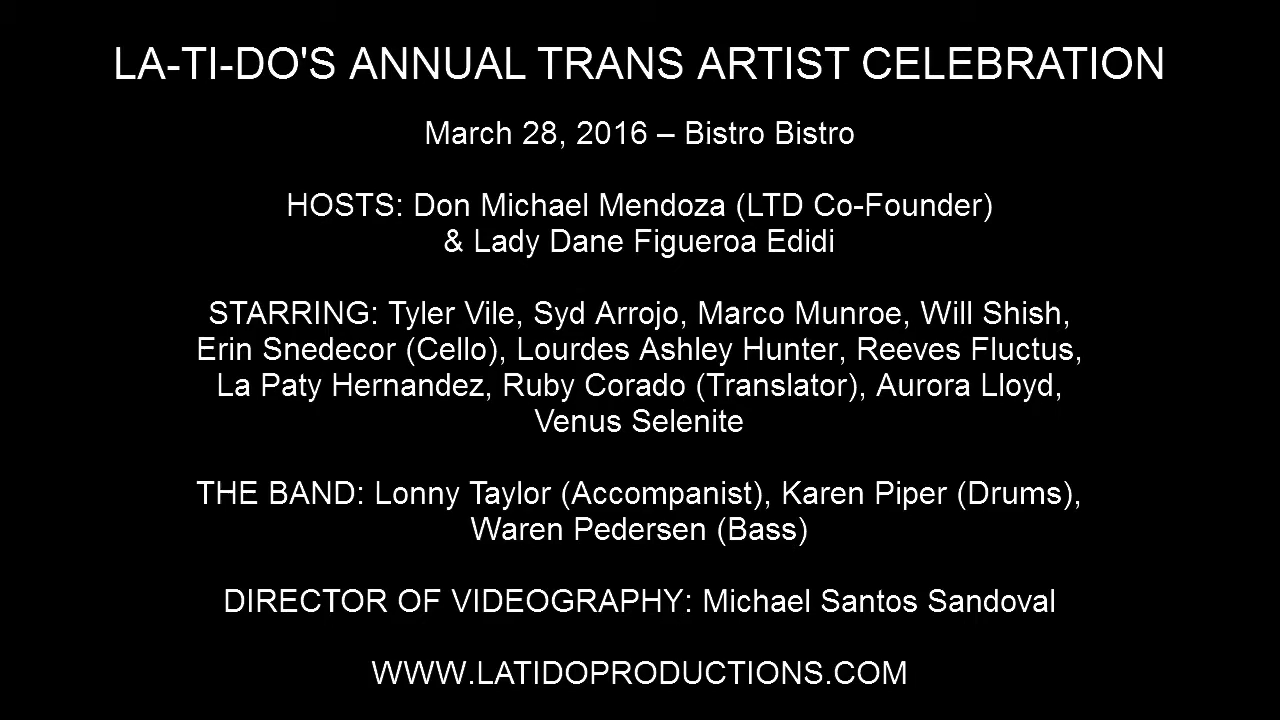 LA-TI-DO'S ANNUAL TRANS ARTIST CELEBRATION
March 28, 2016 – Bistro Bistro
HOSTS: Don Michael Mendoza (LTD Co-Founder)
& Lady Dane Figueroa Edidi
STARRING: Tyler Vile, Syd Arrojo, Marco Munroe, Will Shish,
Erin Snedecor (Cello), Lourdes Ashley Hunter, Reeves Fluctus,
La Paty Hernandez, Ruby Corado (Translator), Aurora Lloyd,
Venus Selenite
THE BAND: Lonny Taylor (Accompanist), Karen Piper (Drums),
Waren Pedersen (Bass)
DIRECTOR OF VIDEOGRAPHY: Michael Santos Sandoval
WWW.LATIDOPRODUCTIONS.COM